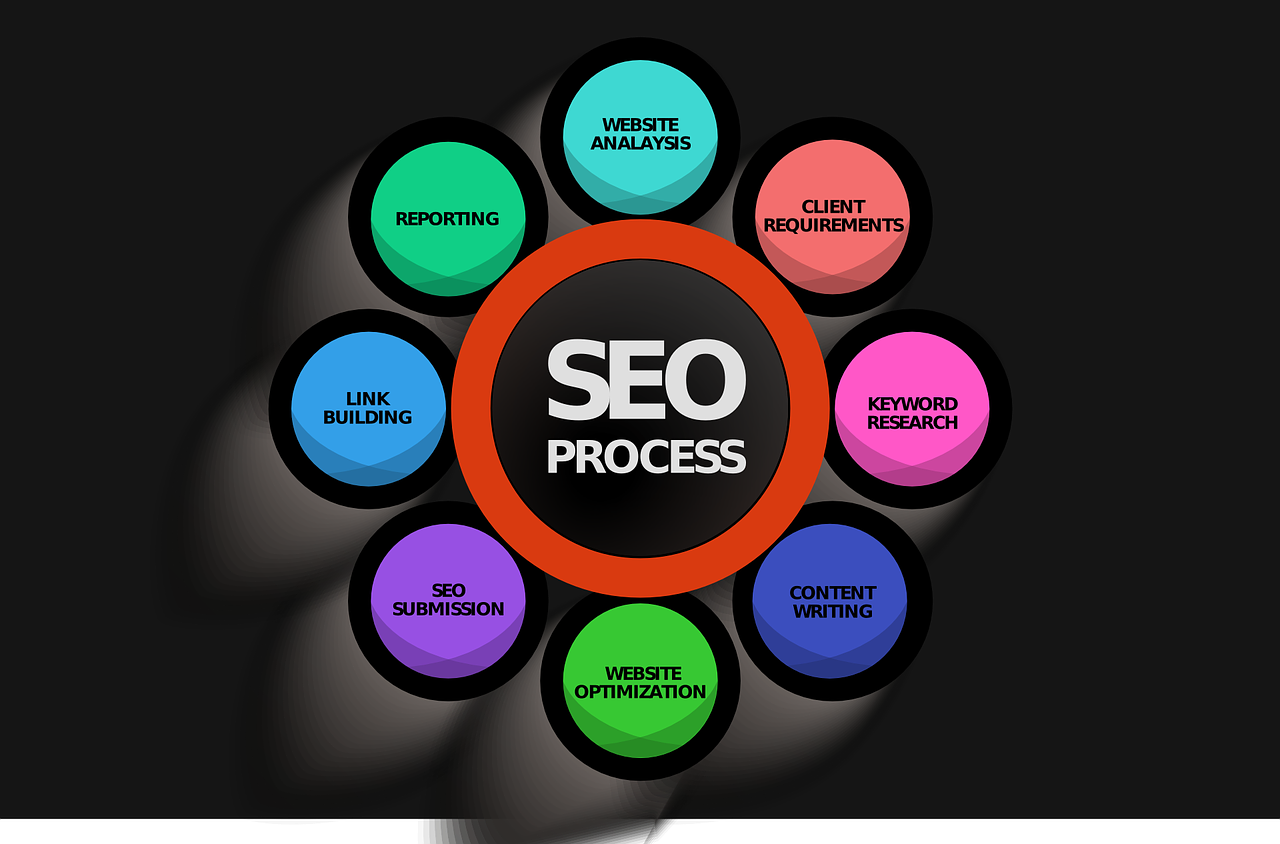 WEBSITE
ANALAYSIS
CLIENT
REQUIREMENTS
KEYWORD
RESEARCH
CONTENT
WRITING
WEBSITE
OPTIMIZATION
SEO
SUBMISSION
LINK
BUILDING
REPORTING
SEO
PROCESS